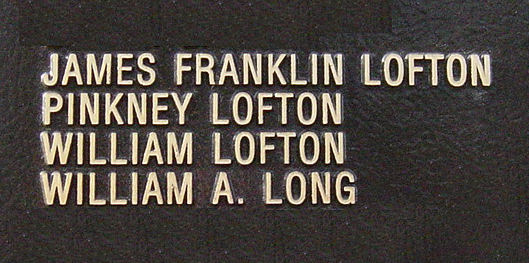 JAMES FRANKLIN LOFTON
PINKNEY LOFTON
WILLIAM LOFTON
WILLIAM A. LONG